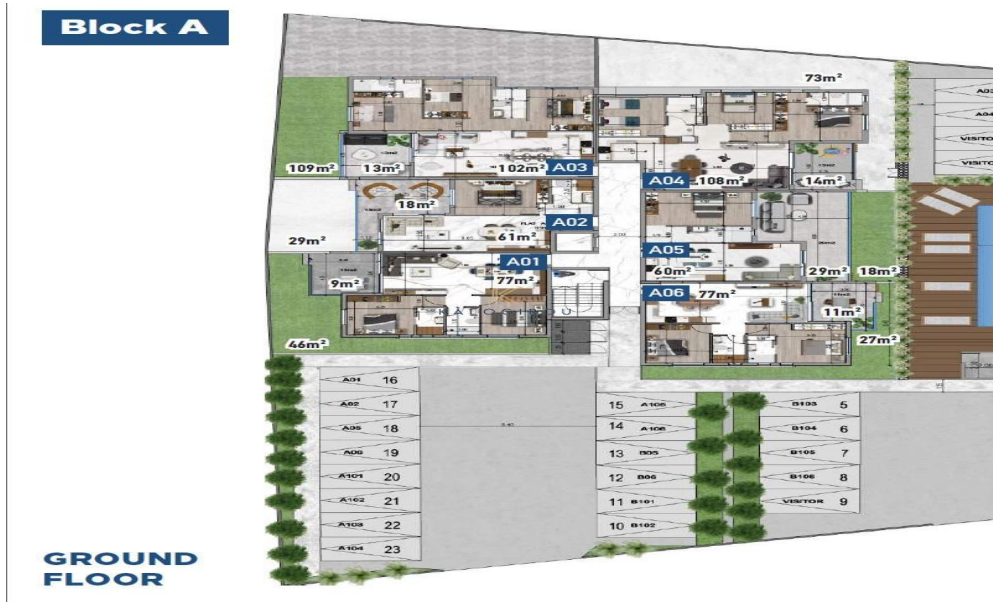 Block A
73m²
A03
A04
VISITOR
109m²
13m²
102m²
A03
A04
108m²
14m²
18m²
A02
29m²
61m²
A01
A05
60m²
29m²
18m²
9m²
77m²
A06
77m²
11m²
46m²
27m²
A01 16
A02 17
A05 18
A06 19
A101 20
A102 21
A103 22
A104 23
15 A105
14 A106
13 B05
12 B06
11 B101
10 B102
B103 5
B104 6
B105 7
B106 8
VISITOR 9
GROUND
FLOOR